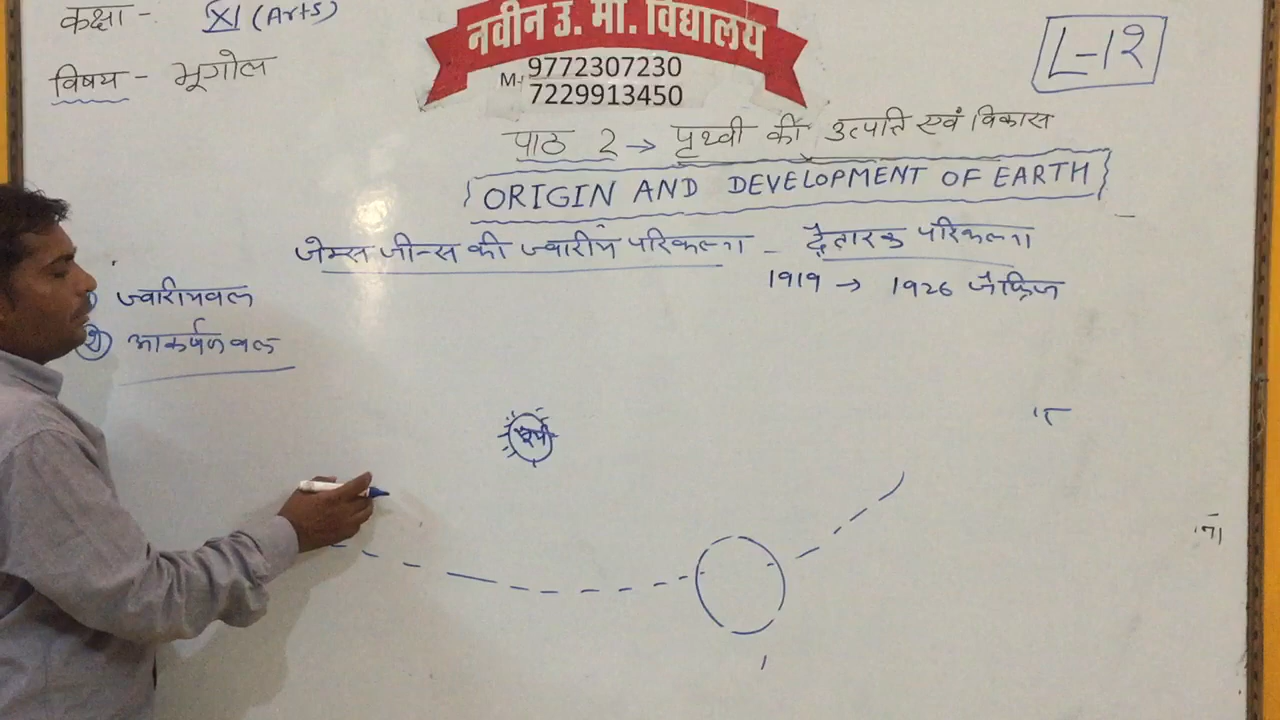 कक्षा - XI (Arts)
नवीन उ. मा. विद्यालय
L-12
विषय - भूगोल
M- 9772307230
7229913450
पाठ 2 → पृथ्वी की उत्पत्ति एवं विकास
ORIGIN AND DEVELOPMENT OF EARTH
जेम्स जीन्स की ज्वारीय परिकल्पना - द्वैतारक परिकल्पना
1919 → 1926 जैफ्रिज
ज्वारीयबल
२ आकर्षणबल
सूर्य